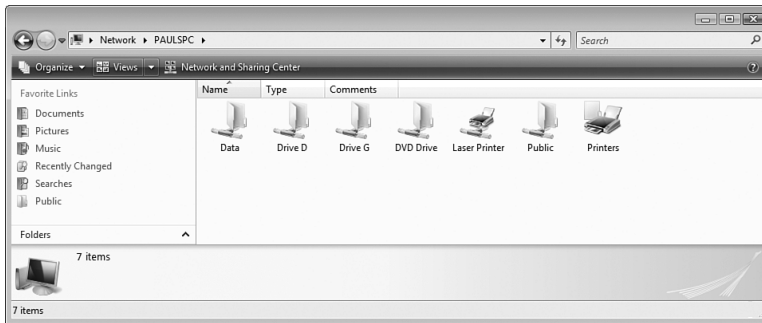 Network PAULSPC
Search
Organize Views Network and Sharing Center
Favorite Links
Documents
Pictures
Music
Recently Changed
Searches
Public
Folders
Name Type Comments
Data Drive D Drive G DVD Drive Laser Printer Public Printers
7 items
7 items